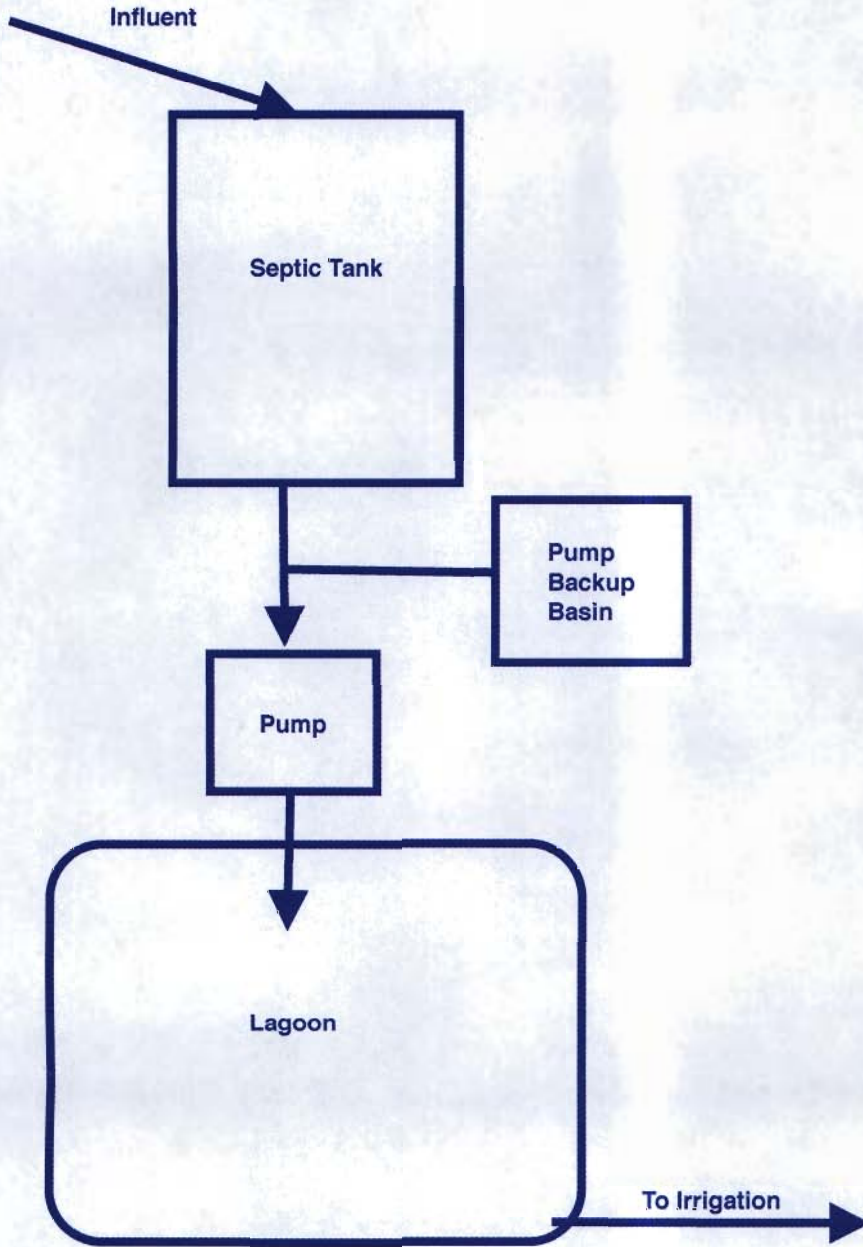 Influent
Septic Tank
Pump
Backup
Basin
Pump
Lagoon
To Irrigation